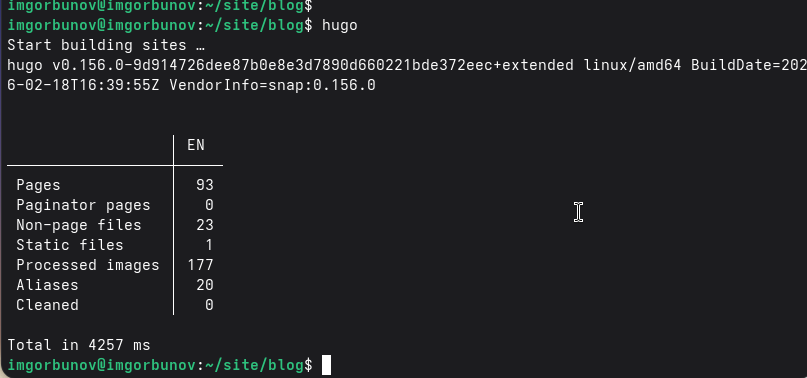 imgorbunov@imgorbunov:~/site/blog$
imgorbunov@imgorbunov:~/site/blog$ hugo
Start building sites …
hugo v0.156.0-9d914726dee87b0e8e3d7890d660221bde372eec+extended linux/amd64 BuildDate=202
6-02-18T16:39:55Z VendorInfo=snap:0.156.0
EN
Pages 93
Paginator pages 0
Non-page files 23
Static files 1
Processed images 177
Aliases 20
Cleaned 0
Total in 4257 ms
imgorbunov@imgorbunov:~/site/blog$